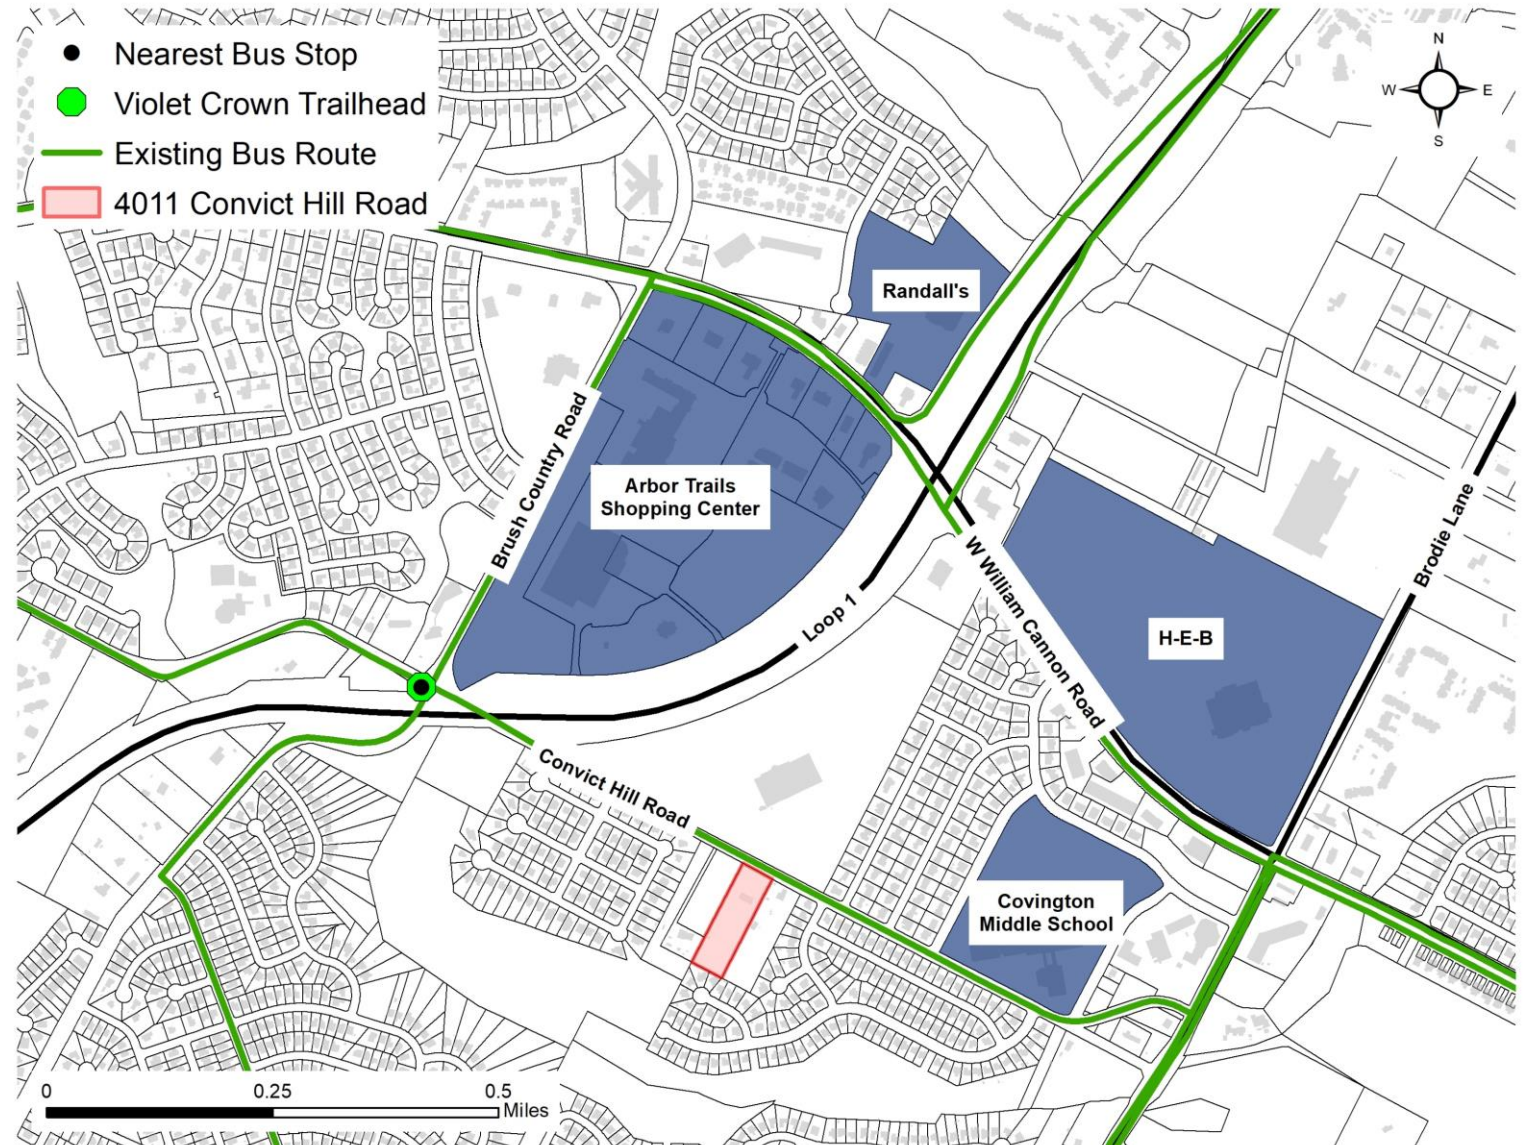 Nearest Bus Stop
Violet Crown Trailhead
Existing Bus Route
4011 Convict Hill Road
N
W E
S
Randall's
Arbor Trails
Shopping Center
Brush Country Road
Loop 1
W William Cannon Road
Brodie Lane
H-E-B
Convict Hill Road
Covington
Middle School
0 0.25 0.5
Miles